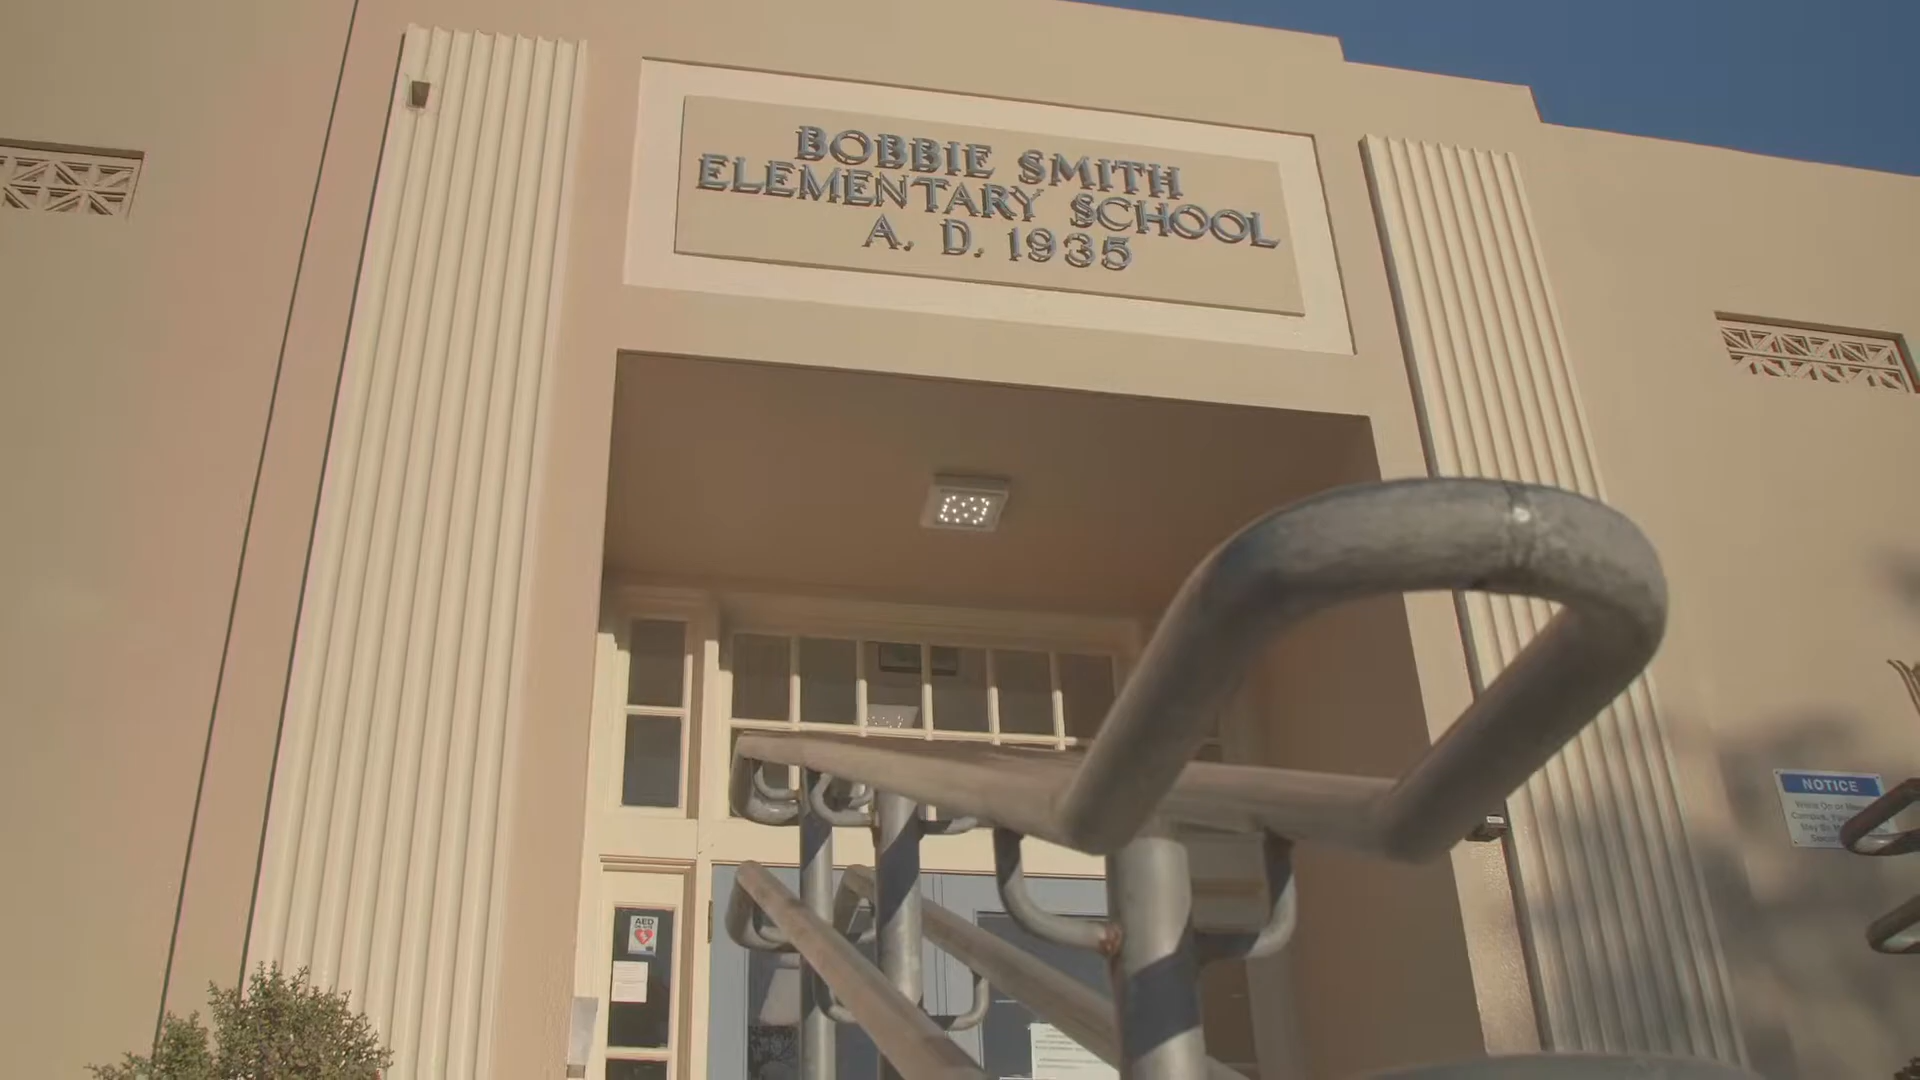 BOBBIE SMITH
ELEMENTARY SCHOOL
A. D. 1935
NOTICE
AED